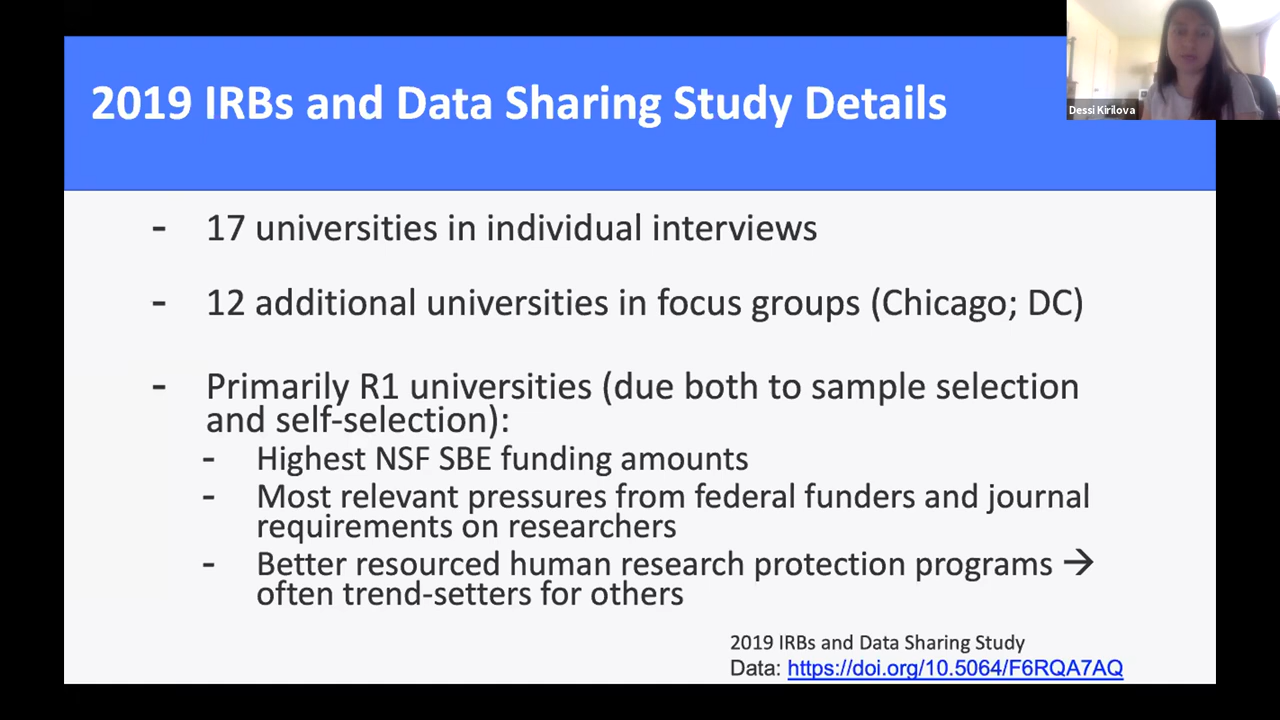 2019 IRBs and Data Sharing Study Details
Dessi Kirilova
- 17 universities in individual interviews
- 12 additional universities in focus groups (Chicago; DC)
- Primarily R1 universities (due both to sample selection
and self-selection):
- Highest NSF SBE funding amounts
- Most relevant pressures from federal funders and journal
requirements on researchers
- Better resourced human research protection programs →
often trend-setters for others
2019 IRBs and Data Sharing Study
Data: https://doi.org/10.5064/F6RQA7AQ